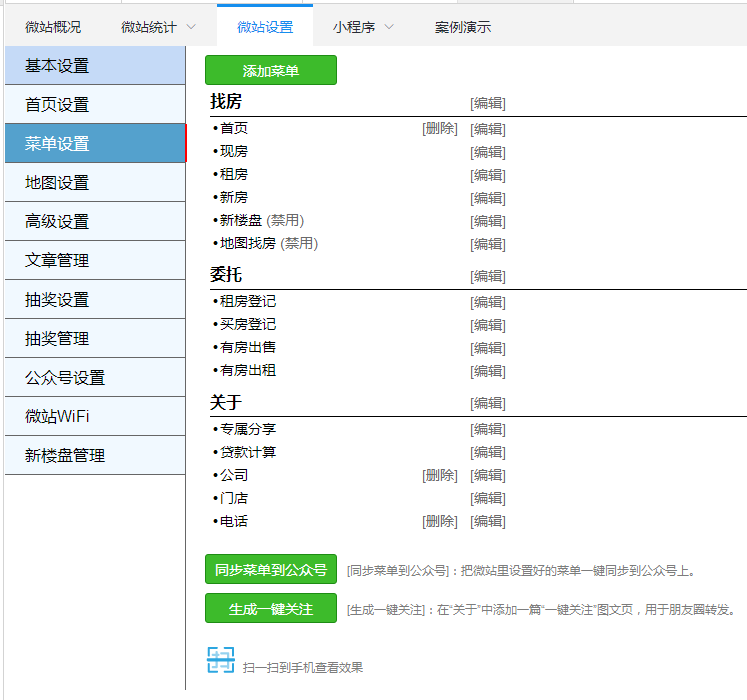 微站概况 微站统计 微站设置 小程序 案例演示
基本设置
首页设置
菜单设置
地图设置
高级设置
文章管理
抽奖设置
抽奖管理
公众号设置
微站WiFi
新楼盘管理
添加菜单
找房 [编辑]
•首页 [删除] [编辑]
•现房 [编辑]
•租房 [编辑]
•新房 [编辑]
•新楼盘 (禁用) [编辑]
•地图找房 (禁用) [编辑]
委托 [编辑]
•租房登记 [编辑]
•买房登记 [编辑]
•有房出售 [编辑]
•有房出租 [编辑]
关于 [编辑]
•专属分享 [编辑]
•贷款计算 [编辑]
•公司 [删除] [编辑]
•门店 [编辑]
•电话 [删除] [编辑]
同步菜单到公众号 [同步菜单到公众号]：把微站里设置好的菜单一键同步到公众号上。
生成一键关注 [生成一键关注]：在“关于”中添加一篇“一键关注”图文页，用于朋友圈转发。
扫一扫到手机查看效果